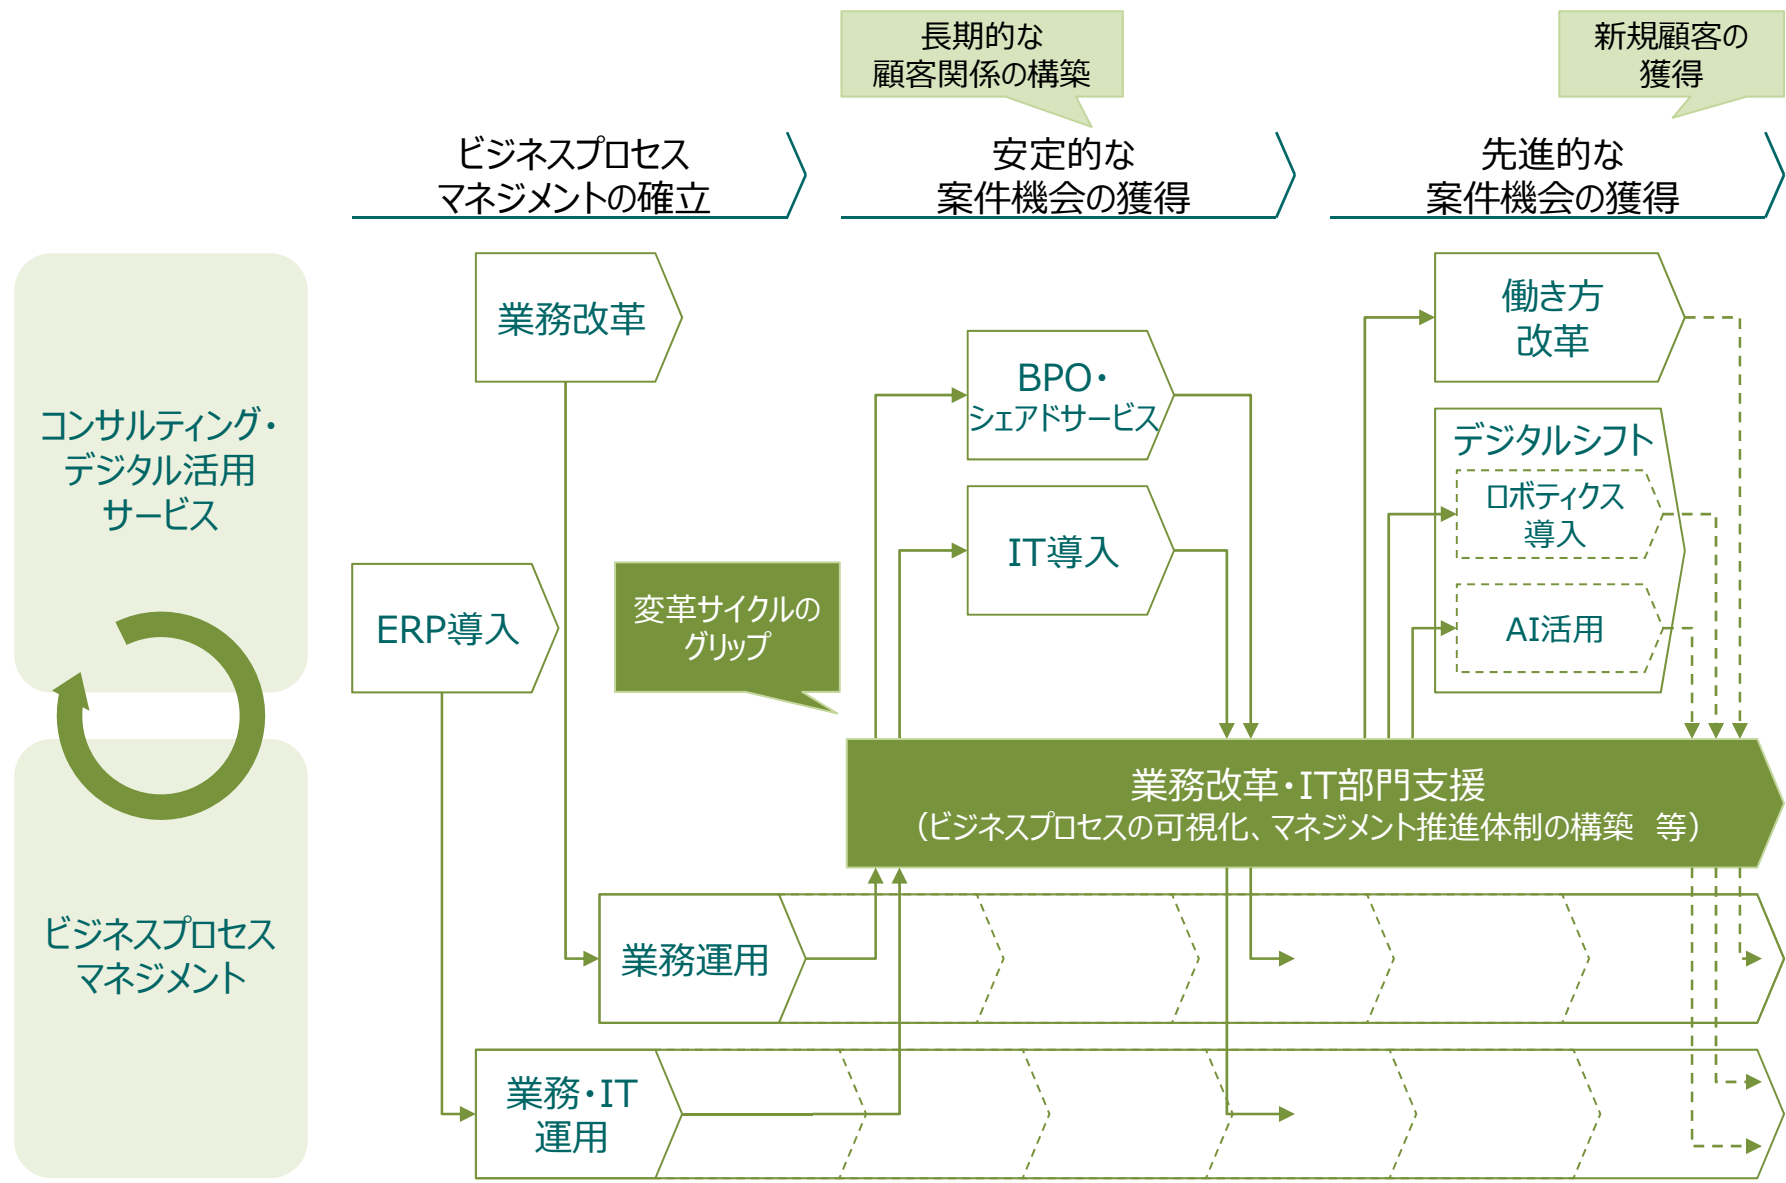 長期的な
顧客関係の構築
新規顧客の
獲得
ビジネスプロセス
マネジメントの確立
安定的な
案件機会の獲得
先進的な
案件機会の獲得
コンサルティング・
デジタル活用
サービス
ビジネスプロセス
マネジメント
業務改革
ERP導入
変革サイクルの
グリップ
BPO・
シェアドサービス
IT導入
働き方
改革
デジタルシフト
ロボティクス
導入
AI活用
業務改革・IT部門支援
（ビジネスプロセスの可視化、マネジメント推進体制の構築　等）
業務運用
業務・IT
運用